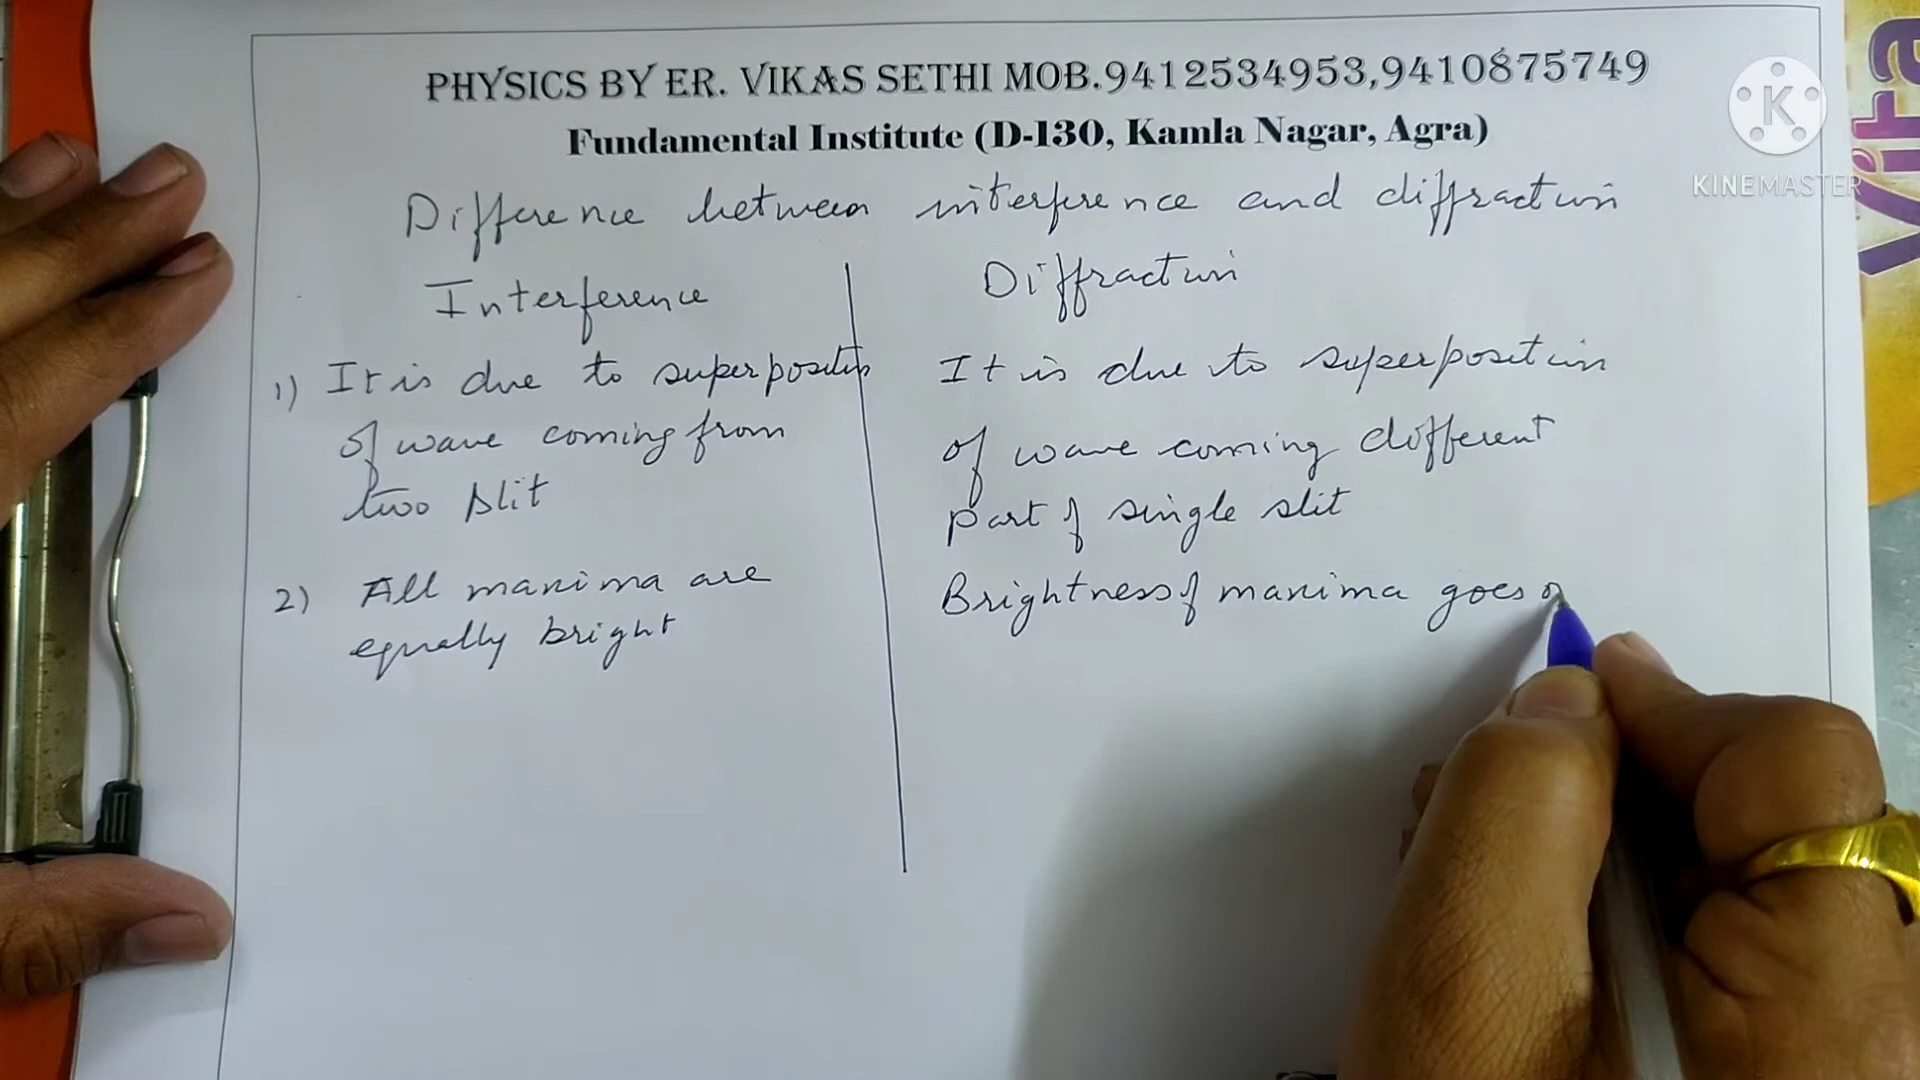 PHYSICS BY ER. VIKAS SETHI MOB.9412534953,9410875749
Fundamental Institute (D-130, Kamla Nagar, Agra)
KINEMASTER
Vita
Difference between interference and diffraction
Interference
Diffraction
1) It is due to superposition
of wave coming from
two slit
It is due to superposition
of wave coming different
part of single slit
2) All maxima are
equally bright
Brightness of maxima goes o